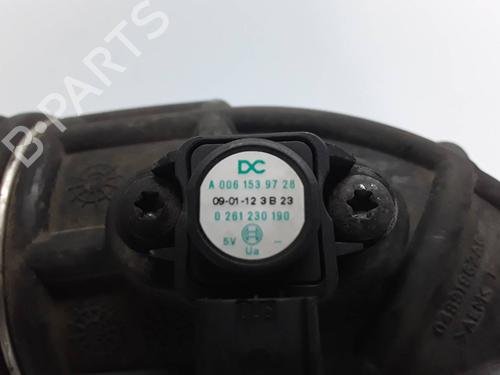 DC
A 006 153 97 28
09-01-12 3 B 23
0 261 230 190
5V
Ua
B-PARTS